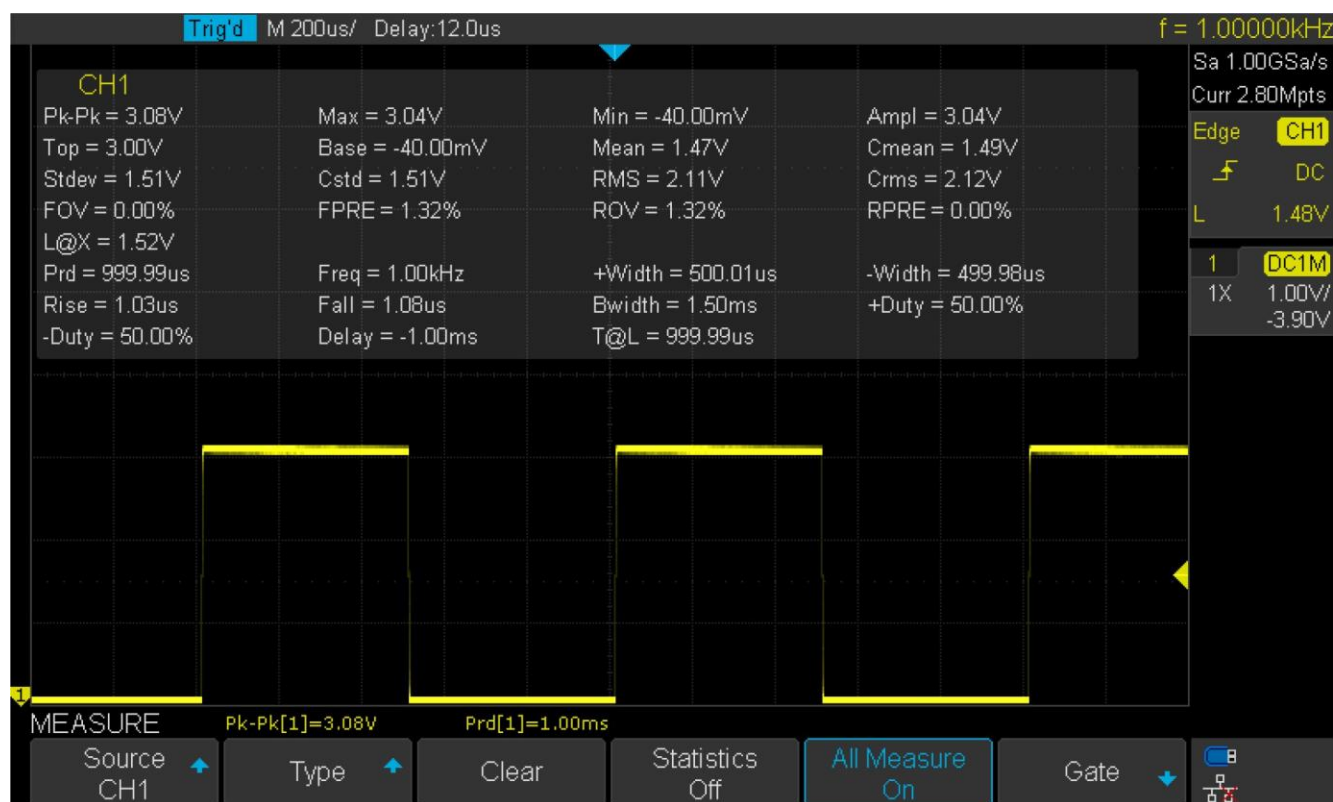 Trig'd M 200us/ Delay:12.0us f = 1.00000kHz
Sa 1.00GSa/s
Curr 2.80Mpts
CH1
Pk-Pk = 3.08V Max = 3.04V Min = -40.00mV Ampl = 3.04V
Top = 3.00V Base = -40.00mV Mean = 1.47V Cmean = 1.49V
Stdev = 1.51V Cstd = 1.51V RMS = 2.11V Crms = 2.12V
FOV = 0.00% FPRE = 1.32% ROV = 1.32% RPRE = 0.00%
L@X = 1.52V
Prd = 999.99us Freq = 1.00kHz +Width = 500.01us -Width = 499.98us
Rise = 1.03us Fall = 1.08us Bwidth = 1.50ms +Duty = 50.00%
-Duty = 50.00% Delay = -1.00ms T@L = 999.99us
Edge CH1
DC
L 1.48V
1 DC1M
1X 1.00V/
-3.90V
1
MEASURE Pk-Pk[1]=3.08V Prd[1]=1.00ms
Source
CH1
Type
Clear
Statistics
Off
All Measure
On
Gate